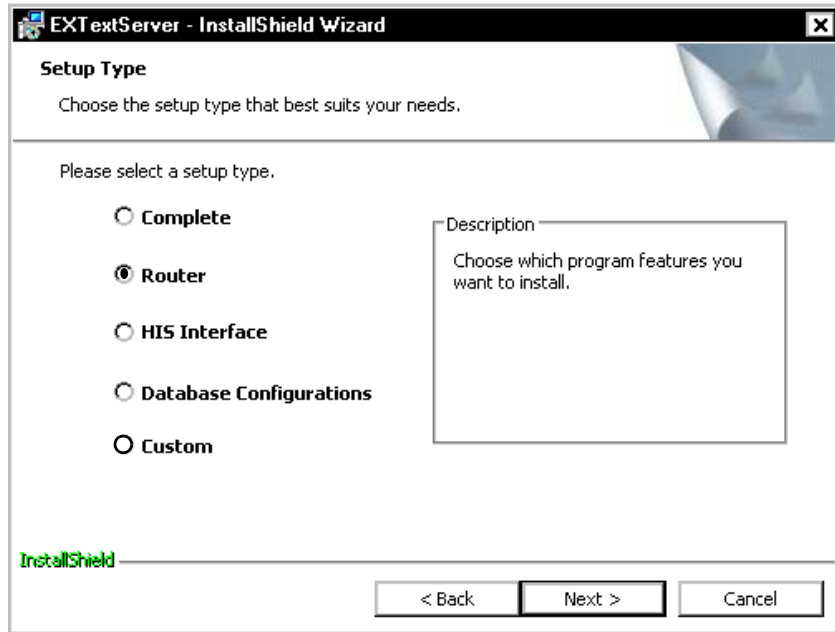 EXTextServer - InstallShield Wizard
Setup Type
Choose the setup type that best suits your needs.
Please select a setup type.
Complete
Router
HIS Interface
Database Configurations
Custom
Description
Choose which program features you
want to install.
InstallShield
< Back
Next >
Cancel